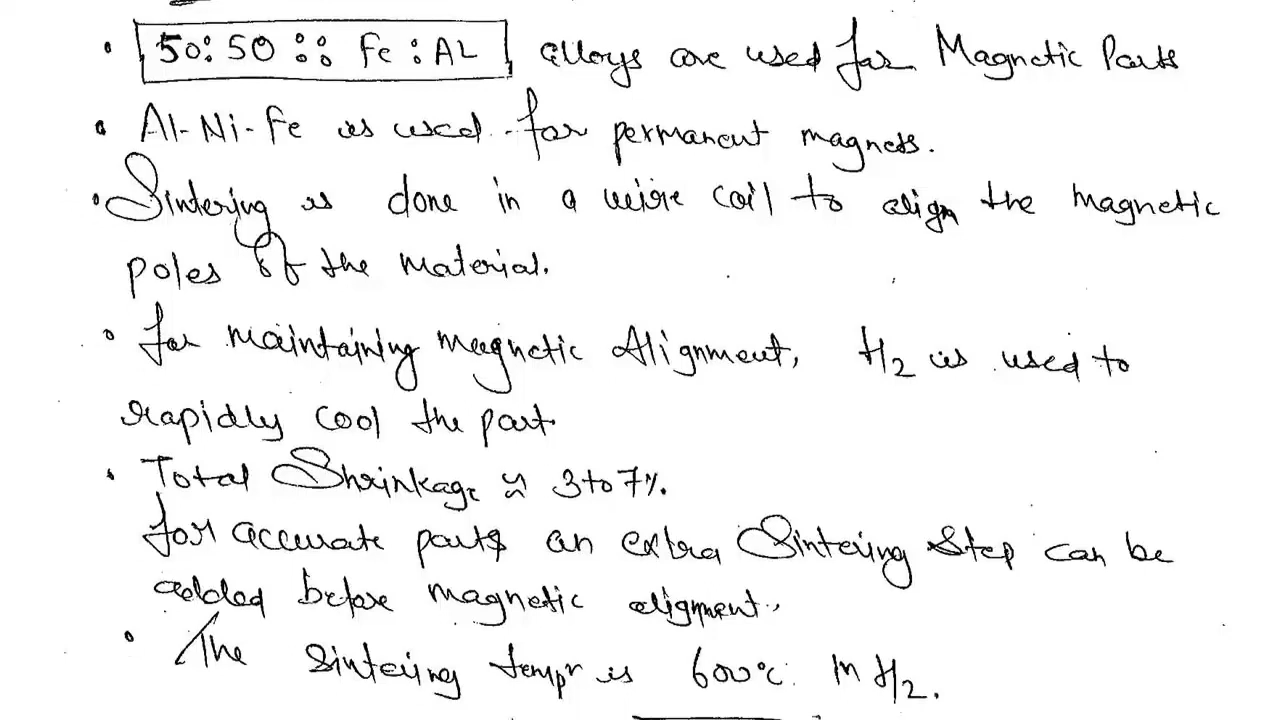 • 50:50 :: Fe:AL alloys are used for Magnetic Parts
• Al-Ni-Fe is used for permanent magnets.
• Sintering is done in a wire coil to align the magnetic
poles of the material.
• for maintaining magnetic Alignment, H2 is used to
rapidly cool the part
• Total Shrinkage ≈ 3 to 7%.
for accurate parts an extra Sintering step can be
added before magnetic aligment.
• The sintering tempr is 600°C in H2.